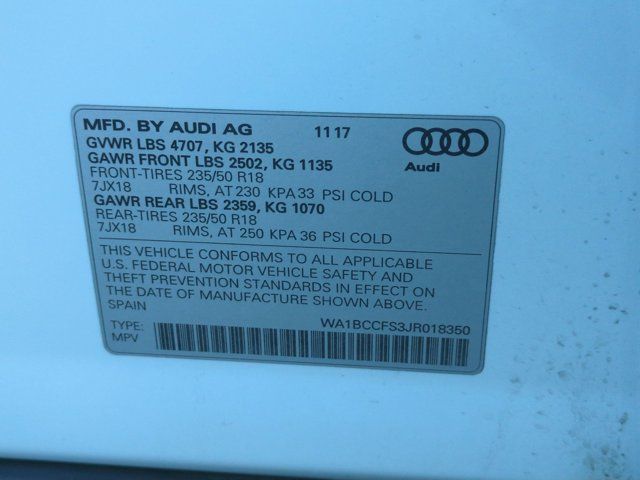 MFD. BY AUDI AG 11 17
GVWR LBS 4707, KG 2135
GAWR FRONT LBS 2502, KG 1135
FRONT-TIRES 235/50 R18
7JX18 RIMS, AT 230 KPA 33 PSI COLD
GAWR REAR LBS 2359, KG 1070
REAR-TIRES 235/50 R18
7JX18 RIMS, AT 250 KPA 36 PSI COLD
Audi
THIS VEHICLE CONFORMS TO ALL APPLICABLE
U.S. FEDERAL MOTOR VEHICLE SAFETY AND
THEFT PREVENTION STANDARDS IN EFFECT ON
THE DATE OF MANUFACTURE SHOWN ABOVE.
SPAIN
WA1BCCFS3JR018350
TYPE:
MPV